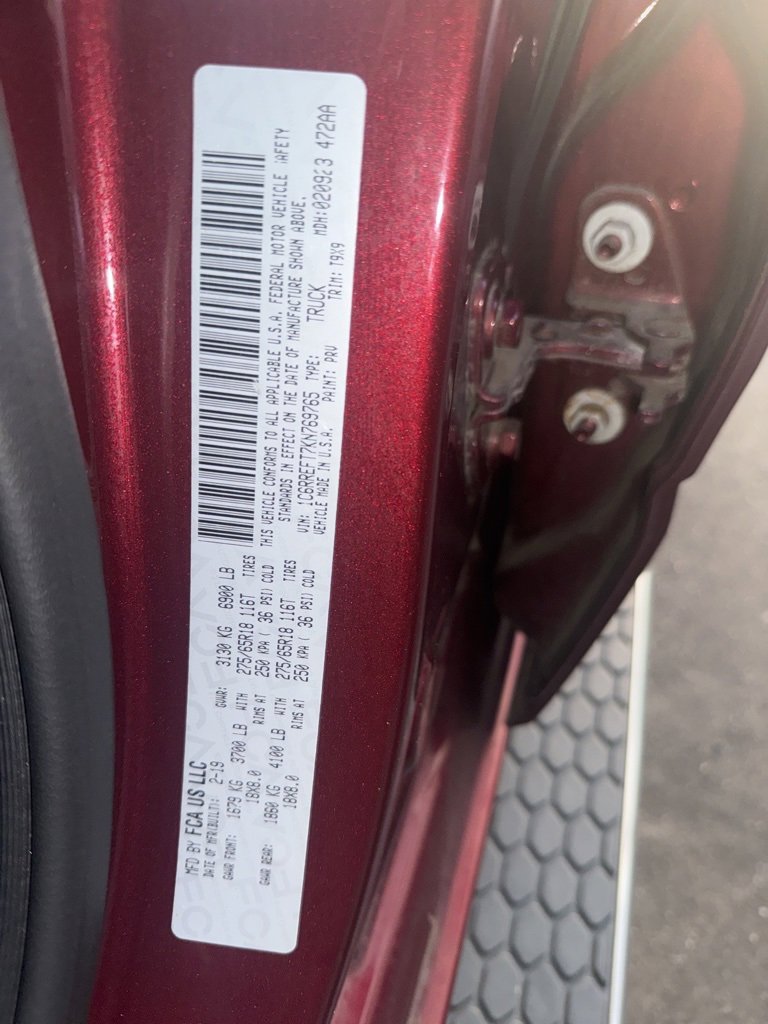 MFD BY FCA US LLC
DATE OF MFR(BUILT): 2-19 GVWR: 3130 KG 6900 LB
GAWR FRONT: 1679 KG 3700 LB WITH 275/65R18 116T TIRES
18X8.0 RIMS AT 250 KPA ( 36 PSI) COLD
GAWR REAR: 1860 KG 4100 LB WITH 275/65R18 116T TIRES
18X8.0 RIMS AT 250 KPA ( 36 PSI) COLD
THIS VEHICLE CONFORMS TO ALL APPLICABLE U.S.A. FEDERAL MOTOR VEHICLE SAFETY
STANDARDS IN EFFECT ON THE DATE OF MANUFACTURE SHOWN ABOVE.
VIN: 1C6RREFT7KN769765 TYPE: TRUCK MDH:020923 472AA
VEHICLE MADE IN U.S.A. PAINT: PRV TRIM: T9X9